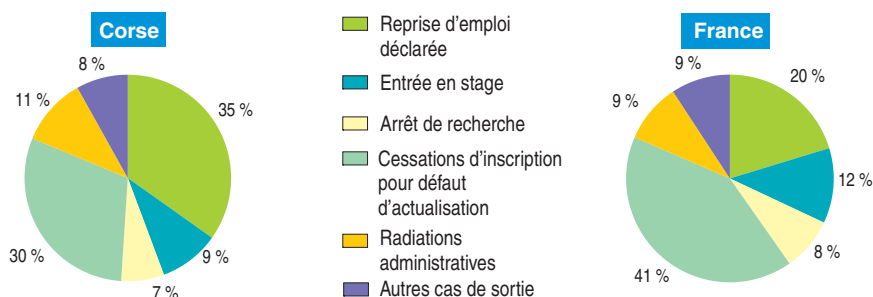 Corse
8 %
11 %
35 %
30 %
9 %
7 %
Reprise d'emploi
déclarée
Entrée en stage
Arrêt de recherche
Cessations d'inscription
pour défaut
d'actualisation
Radiations
administratives
Autres cas de sortie
France
9 %
20 %
9 %
12 %
8 %
41 %